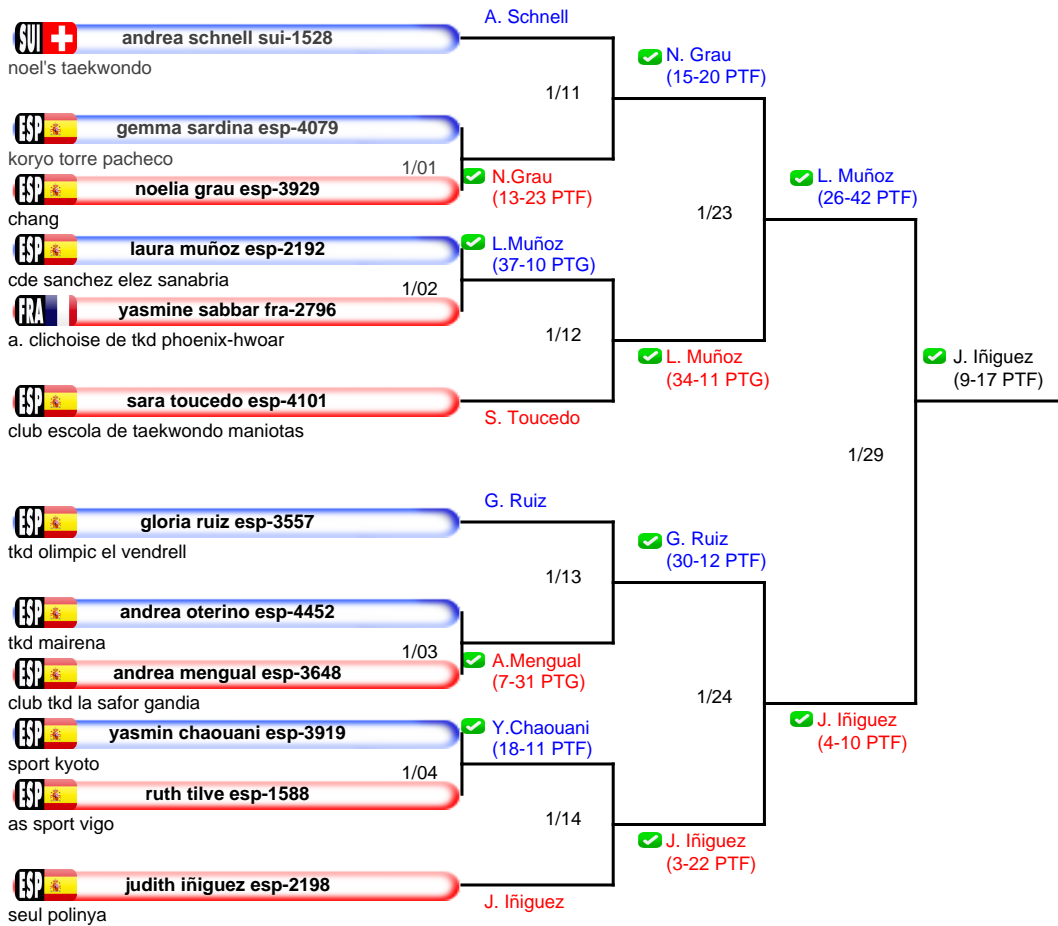 A. Schnell
SUI andrea schnell sui-1528
noel's taekwondo
N. Grau
(15-20 PTF)
1/11
ESP gemma sardina esp-4079
koryo torre pacheco
1/01
N.Grau
(13-23 PTF)
ESP noelia grau esp-3929
chang
L. Muñoz
(26-42 PTF)
1/23
ESP laura muñoz esp-2192
cde sanchez elez sanabria
L.Muñoz
(37-10 PTG)
1/02
FRA yasmine sabbar fra-2796
a. clichoise de tkd phoenix-hwoar
1/12
L. Muñoz
(34-11 PTG)
J. Iñiguez
(9-17 PTF)
ESP sara toucedo esp-4101
club escola de taekwondo maniotas
S. Toucedo
1/29
G. Ruiz
ESP gloria ruiz esp-3557
tkd olimpic el vendrell
G. Ruiz
(30-12 PTF)
1/13
ESP andrea oterino esp-4452
tkd mairena
1/03
A.Mengual
(7-31 PTG)
ESP andrea mengual esp-3648
club tkd la safor gandia
1/24
J. Iñiguez
(4-10 PTF)
ESP yasmin chaouani esp-3919
sport kyoto
Y.Chaouani
(18-11 PTF)
1/04
ESP ruth tilve esp-1588
as sport vigo
1/14
J. Iñiguez
(3-22 PTF)
ESP judith iñiguez esp-2198
seul polinya
J. Iñiguez